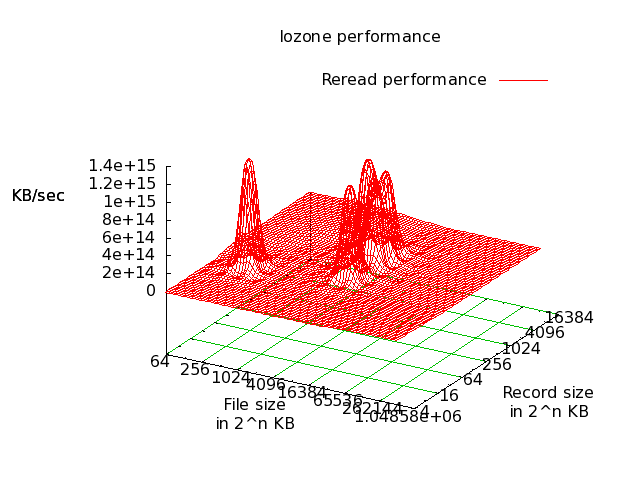 Iozone performance
Reread performance
KB/sec
1.4e+15
1.2e+15
1e+15
8e+14
6e+14
4e+14
2e+14
0
64
256
1024
4096
16384
65536
262144
1.04858e+06
File size
in 2^n KB
4
16
64
256
1024
4096
16384
Record size
in 2^n KB